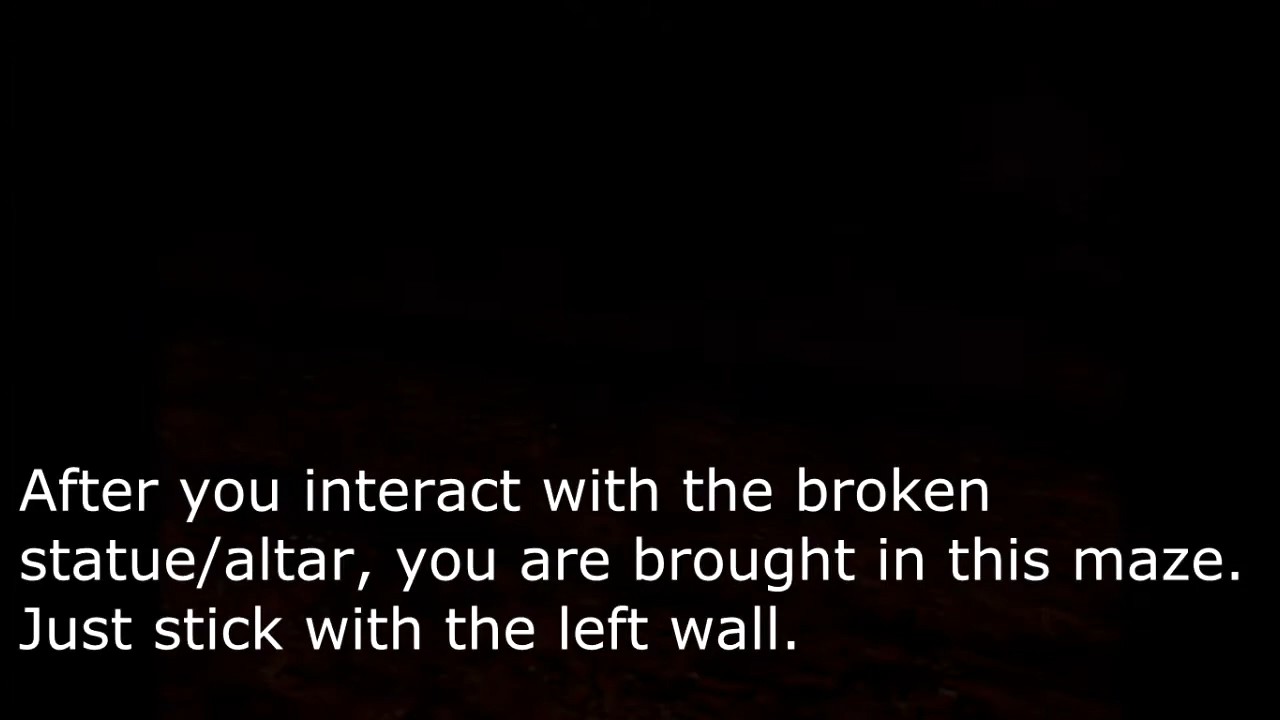 After you interact with the broken
statue/altar, you are brought in this maze.
Just stick with the left wall.